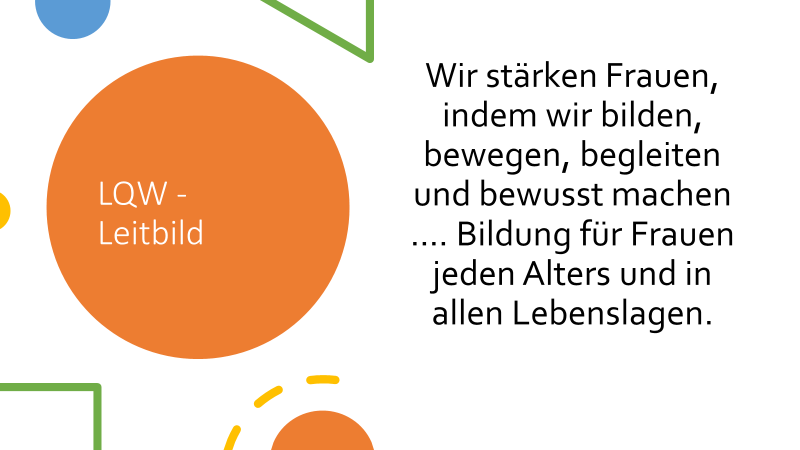 LQW -
Leitbild
Wir stärken Frauen,
indem wir bilden,
bewegen, begleiten
und bewusst machen
.... Bildung für Frauen
jeden Alters und in
allen Lebenslagen.